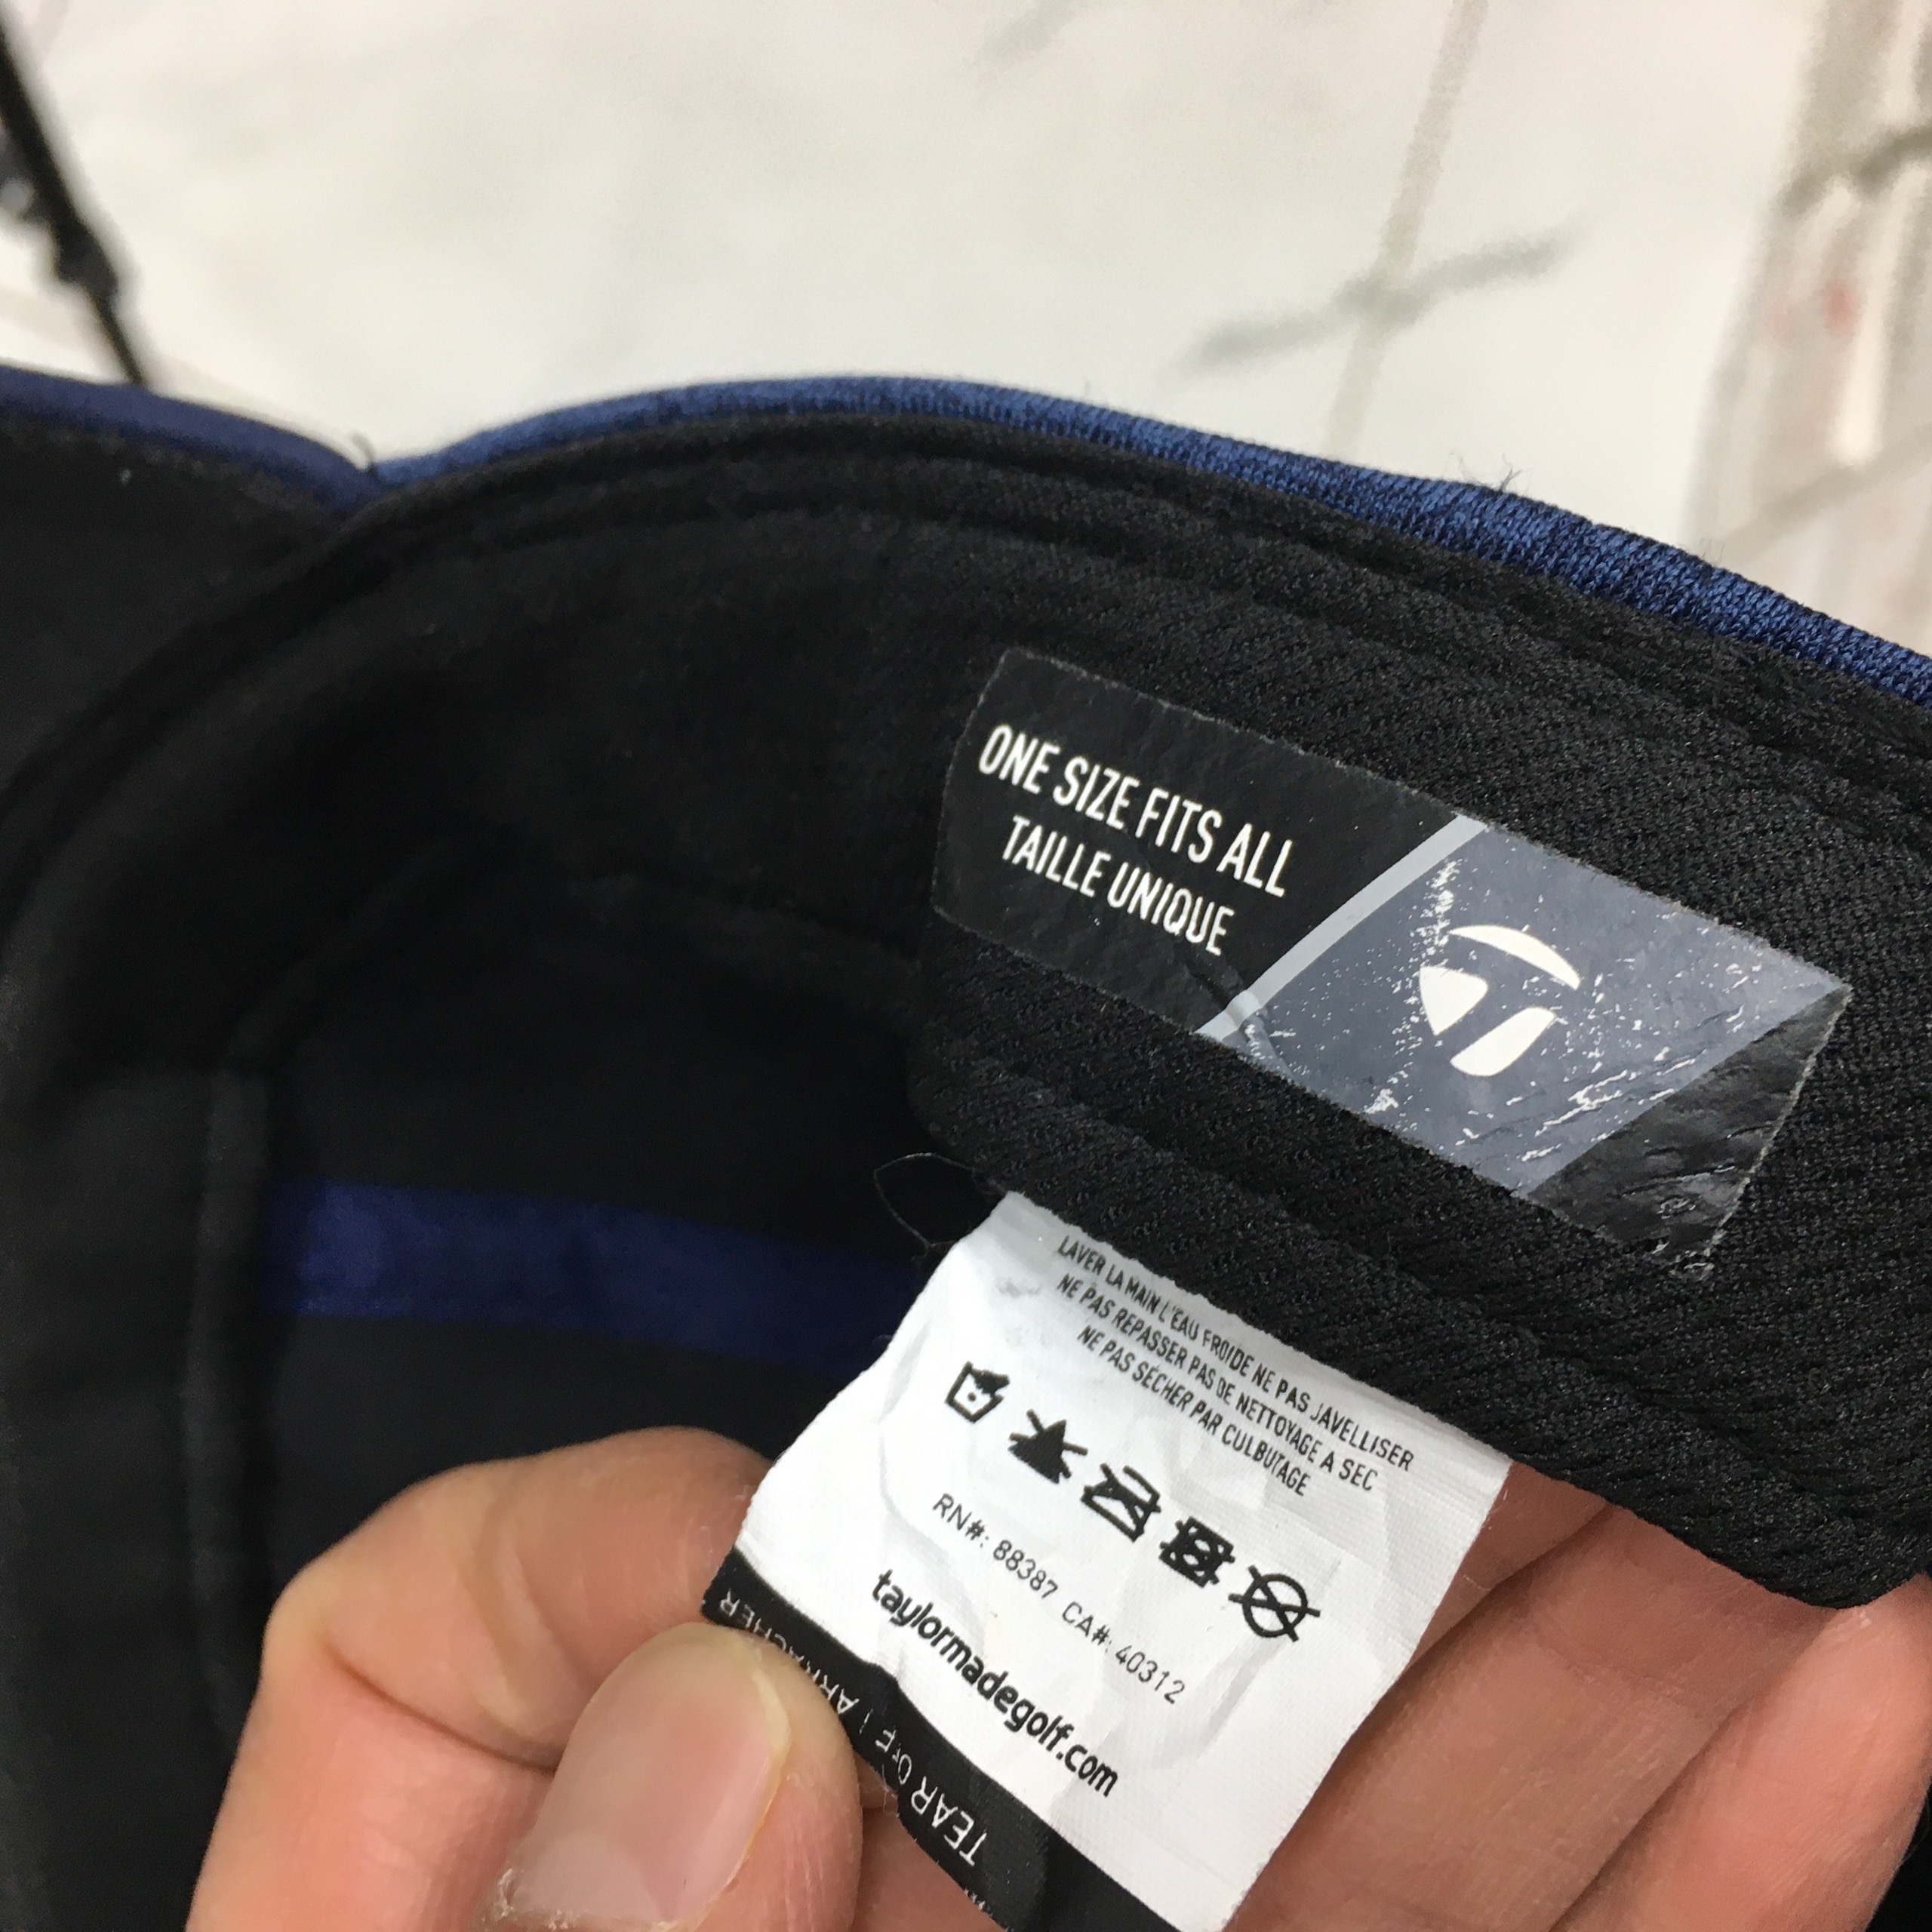 ONE SIZE FITS ALL
TAILLE UNIQUE
LAVER LA MAIN L'EAU FROIDE NE PAS JAVELLISER
NE PAS REPASSER PAS DE NETTOYAGE A SEC
NE PAS SÉCHER PAR CULBUTAGE
RN#: 88387 CA#: 40312
taylormadegolf.com
TEAR OFF | ARRACHER